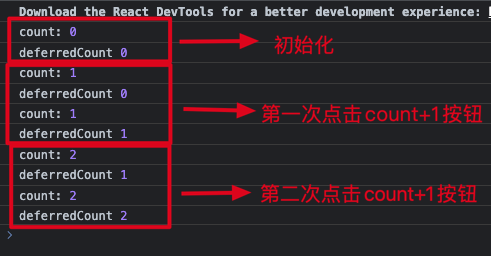 Download the React DevTools for a better development experience:
count: 0
deferredCount 0
初始化
count: 1
deferredCount 0
count: 1
deferredCount 1
第一次点击count+1按钮
count: 2
deferredCount 1
count: 2
deferredCount 2
第二次点击count+1按钮
>